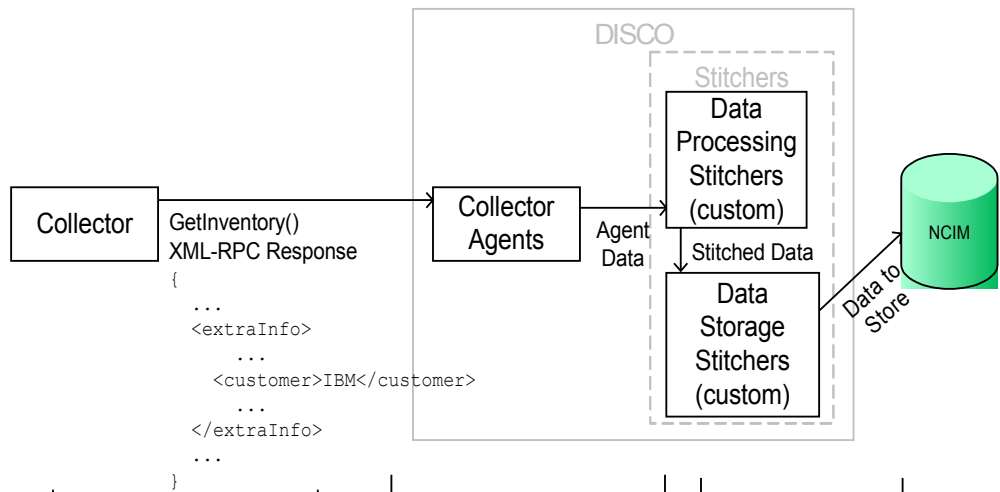 DISCO
Stitchers
Data
Processing
Stitchers
(custom)
Collector
GetInventory()
XML-RPC Response
{
...
<extraInfo>
...
<customer>IBM</customer>
...
</extraInfo>
...
}
Collector
Agents
Agent
Data
Stitched Data
Data
Storage
Stitchers
(custom)
Data to
Store
NCIM